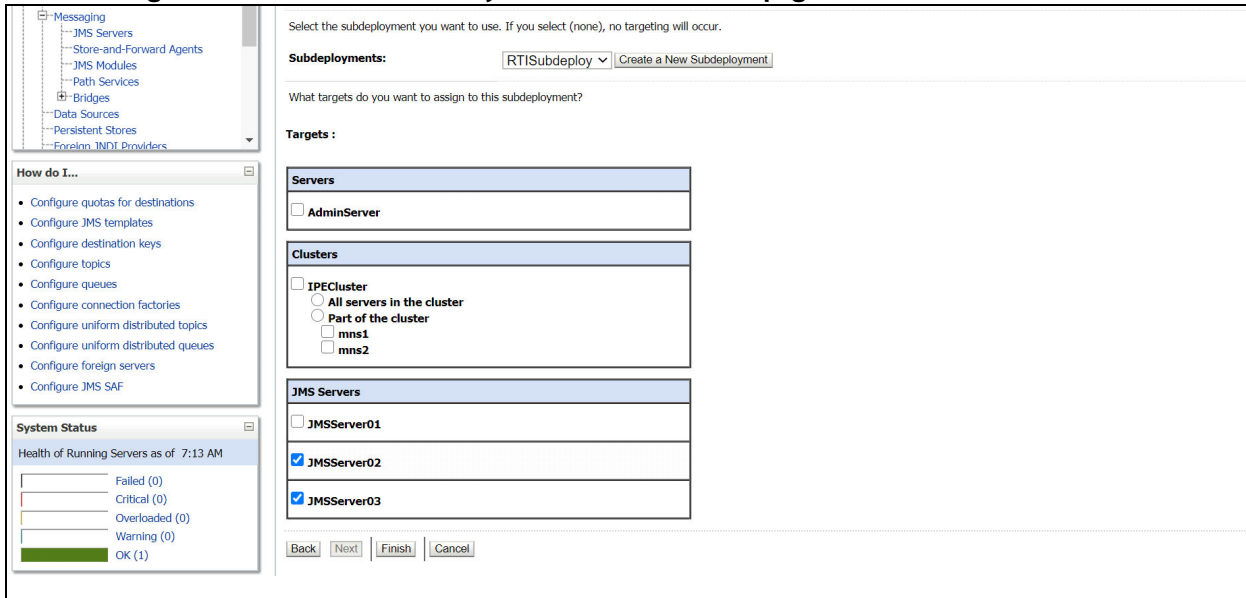 Messaging
JMS Servers
Store-and-Forward Agents
JMS Modules
Path Services
Bridges
Data Sources
Persistent Stores
Foreign JNDI Providers
How do I...
Configure quotas for destinations
Configure JMS templates
Configure destination keys
Configure topics
Configure queues
Configure connection factories
Configure uniform distributed topics
Configure uniform distributed queues
Configure foreign servers
Configure JMS SAF
System Status
Health of Running Servers as of 7:13 AM
Failed (0)
Critical (0)
Overloaded (0)
Warning (0)
OK (1)
Select the subdeployment you want to use. If you select (none), no targeting will occur.
Subdeployments: RTISubdeploy Create a New Subdeployment
What targets do you want to assign to this subdeployment?
Targets :
Servers
AdminServer
Clusters
IPECluster
All servers in the cluster
Part of the cluster
mns1
mns2
JMS Servers
JMSServer01
JMSServer02
JMSServer03
Back Next Finish Cancel